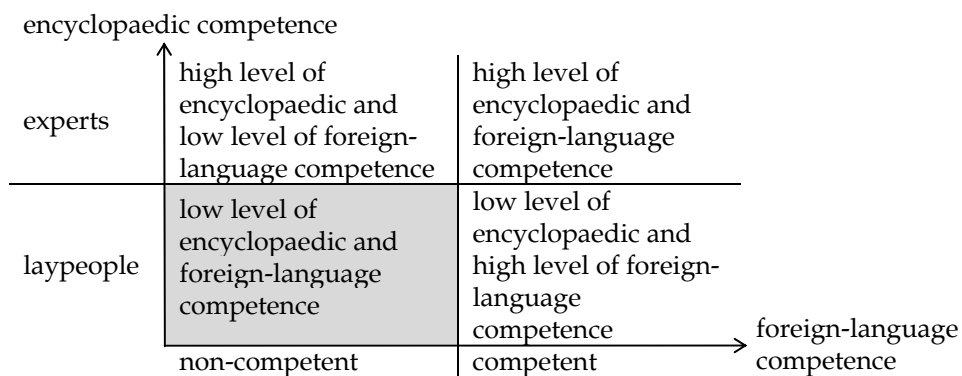 encyclopaedic competence
experts
high level of
encyclopaedic and
low level of foreign-
language competence
high level of
encyclopaedic and
foreign-language
competence
laypeople
low level of
encyclopaedic and
foreign-language
competence
low level of
encyclopaedic and
high level of foreign-
language
competence
non-competent
competent
foreign-language
competence